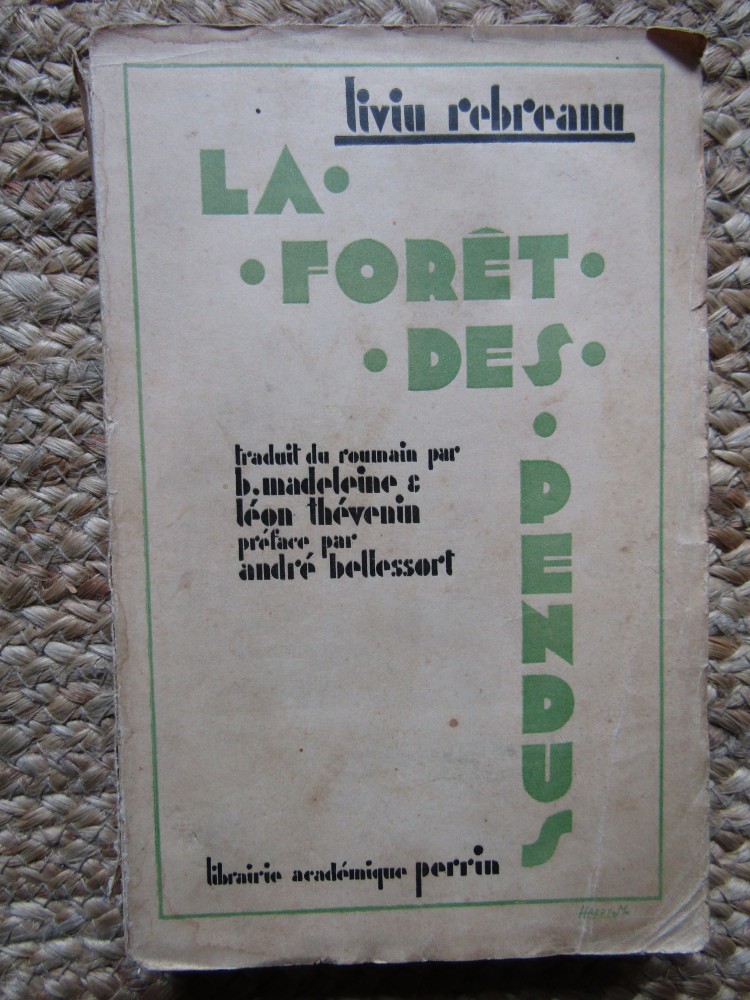 liviu rebreanu
LA•
•FORÊT•
•DES•
•PENDUS
traduit du roumain par
b. madeleine &
léon thévenin
préface par
andré bellessort
librairie académique perrin